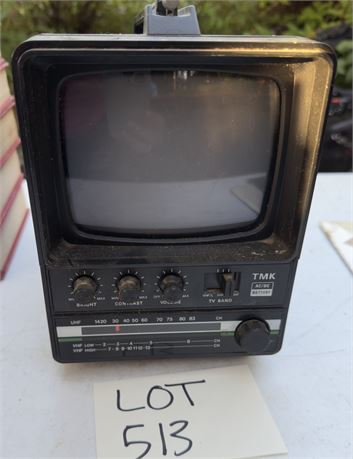 TMK
AC/DC
BATTERY
BRIGHT CONTRAST VOLUME TV BAND
UHF 1420 30 40 50 60 70 75 80 83 CH
VHF LOW 2 3 4 5 6 CH
VHF HIGH 7 8 9 10 11 12 13 CH
LOT
513